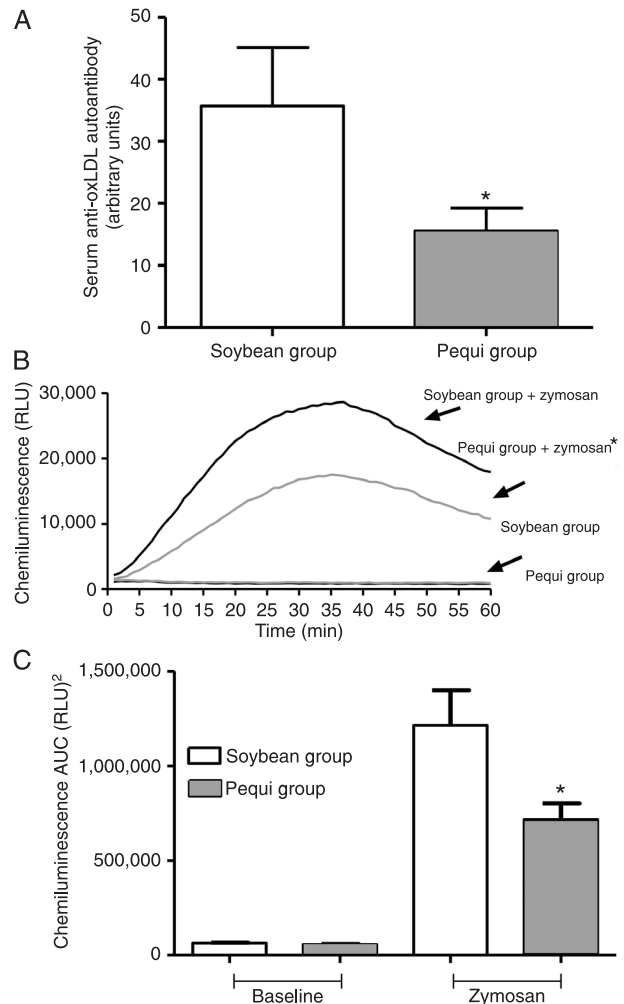 A
Serum anti-oxLDL autoantibody
(arbitrary units)
50
40
30
20
10
0
*
Soybean group
Pequi group
B
Chemiluminescence (RLU)
30,000
20,000
10,000
0
Soybean group + zymosan
Pequi group + zymosan*
Soybean group
Pequi group
0 5 10 15 20 25 30 35 40 45 50 55 60
Time (min)
C
Chemiluminescence AUC (RLU)²
1,500,000
1,000,000
500,000
0
Soybean group
Pequi group
*
Baseline
Zymosan